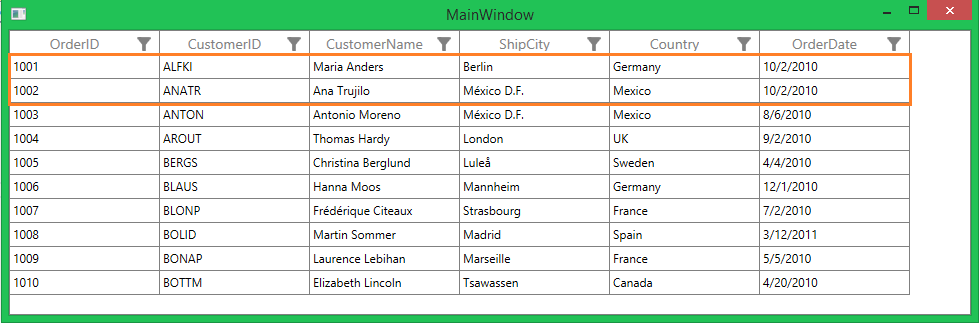 MainWindow
OrderID CustomerID CustomerName ShipCity Country OrderDate
1001 ALFKI Maria Anders Berlin Germany 10/2/2010
1002 ANATR Ana Trujilo México D.F. Mexico 10/2/2010
1003 ANTON Antonio Moreno México D.F. Mexico 8/6/2010
1004 AROUT Thomas Hardy London UK 9/2/2010
1005 BERGS Christina Berglund Luleå Sweden 4/4/2010
1006 BLAUS Hanna Moos Mannheim Germany 12/1/2010
1007 BLONP Frédérique Citeaux Strasbourg France 7/2/2010
1008 BOLID Martin Sommer Madrid Spain 3/12/2011
1009 BONAP Laurence Lebihan Marseille France 5/5/2010
1010 BOTTM Elizabeth Lincoln Tsawassen Canada 4/20/2010